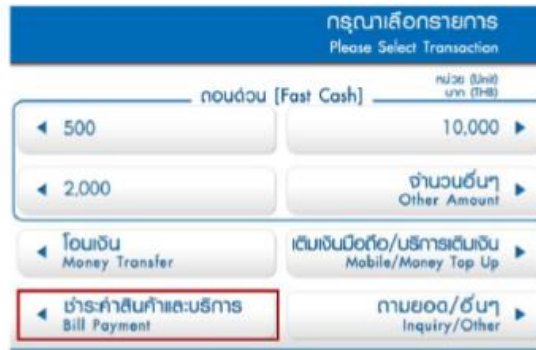 กรุณาเลือกรายการ
Please Select Transaction
หน่วย (Unit)
บาท (THB)
ถอนด่วน [Fast Cash]
500
10,000
2,000
จำนวนอื่นๆ
Other Amount
โอนเงิน
Money Transfer
เติมเงินมือถือ/บริการเติมเงิน
Mobile/Money Top Up
ชำระค่าสินค้าและบริการ
Bill Payment
ถามยอด/อื่นๆ
Inquiry/Other